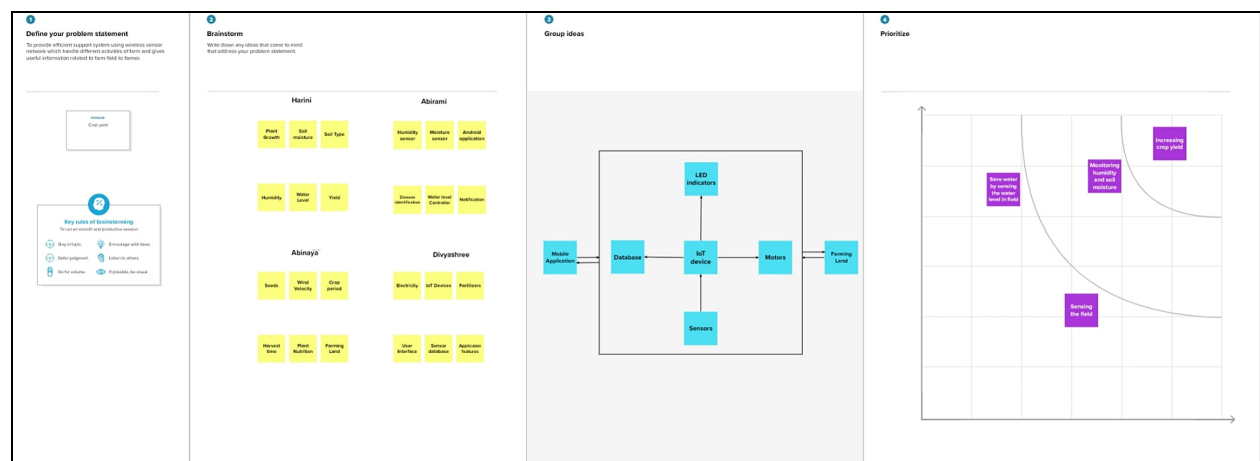 1
Define your problem statement
To provide efficient support system using wireless sensor
network which handle different activities of farm and gives
useful information related to farm field to farmer.
PROBLEM
Crop yield
Key rules of brainstorming
To run an smooth and productive session
Stay in topic.
Encourage wild ideas.
Defer judgment.
Listen to others.
Go for volume.
If possible, be visual.
2
Brainstorm
Write down any ideas that come to mind
that address your problem statement.
Harini
Plant
Growth
Soil
moisture
Soil Type
Humidity
Water
Level
Yield
Abirami
Humidity
sensor
Moisture
sensor
Android
application
Disease
identification
Water level
Controller
Notification
Abinaya
Seeds
Wind
Velocity
Crop
period
Harvest
time
Plant
Nutrition
Farming
Land
Divyashree
Electricity
IoT Devices
Fertilizers
User
Interface
Sensor
database
Applicaion
features
3
Group ideas
LED
indicators
Mobile
Application
Database
IoT
device
Motors
Farming
Land
Sensors
4
Prioritize
Increasing
crop yield
Monitoring
humidity
and soil
moisture
Save water
by sensing
the water
level in field
Sensing
the field